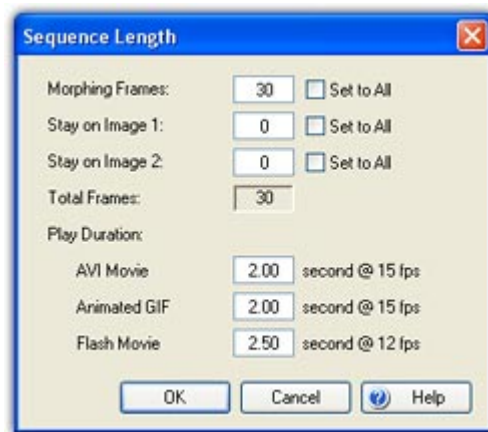 Sequence Length
Morphing Frames: 30 Set to All
Stay on Image 1: 0 Set to All
Stay on Image 2: 0 Set to All
Total Frames: 30
Play Duration:
AVI Movie 2.00 second @ 15 fps
Animated GIF 2.00 second @ 15 fps
Flash Movie 2.50 second @ 12 fps
OK Cancel Help